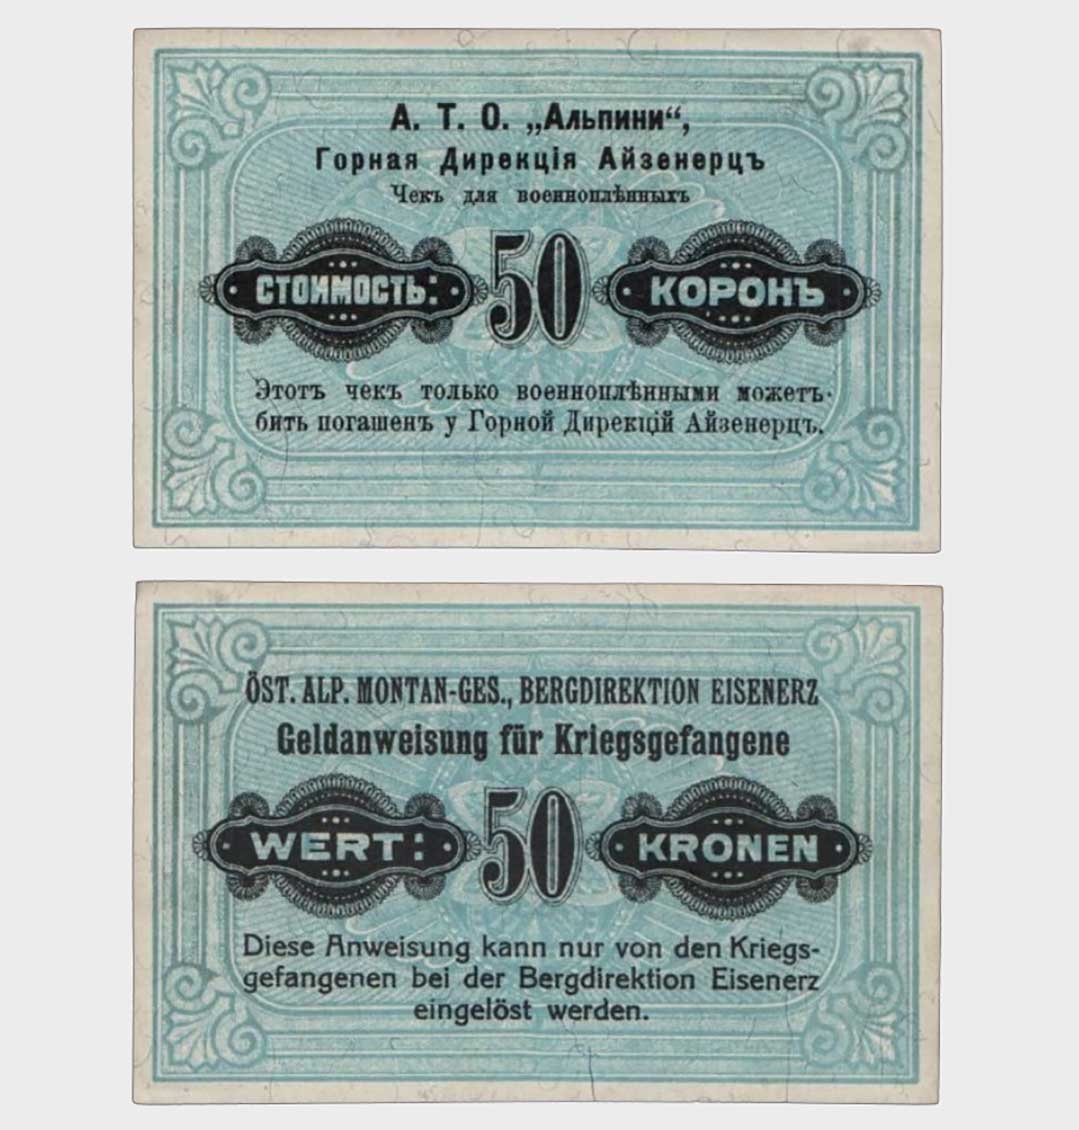 А. Т. О. „Альпини“,
Горная Дирекція Айзенерцъ
Чекъ для военноплѣнныхъ
СТОИМОСТЬ: 50 КОРОНЪ
Этотъ чекъ только военноплѣнными можетъ
бить погашенъ у Горной Дирекцій Айзенерцъ.
ÖST. ALP. MONTAN-GES., BERGDIREKTION EISENERZ
Geldanweisung für Kriegsgefangene
WERT: 50 KRONEN
Diese Anweisung kann nur von den Kriegs-
gefangenen bei der Bergdirektion Eisenerz
eingelöst werden.